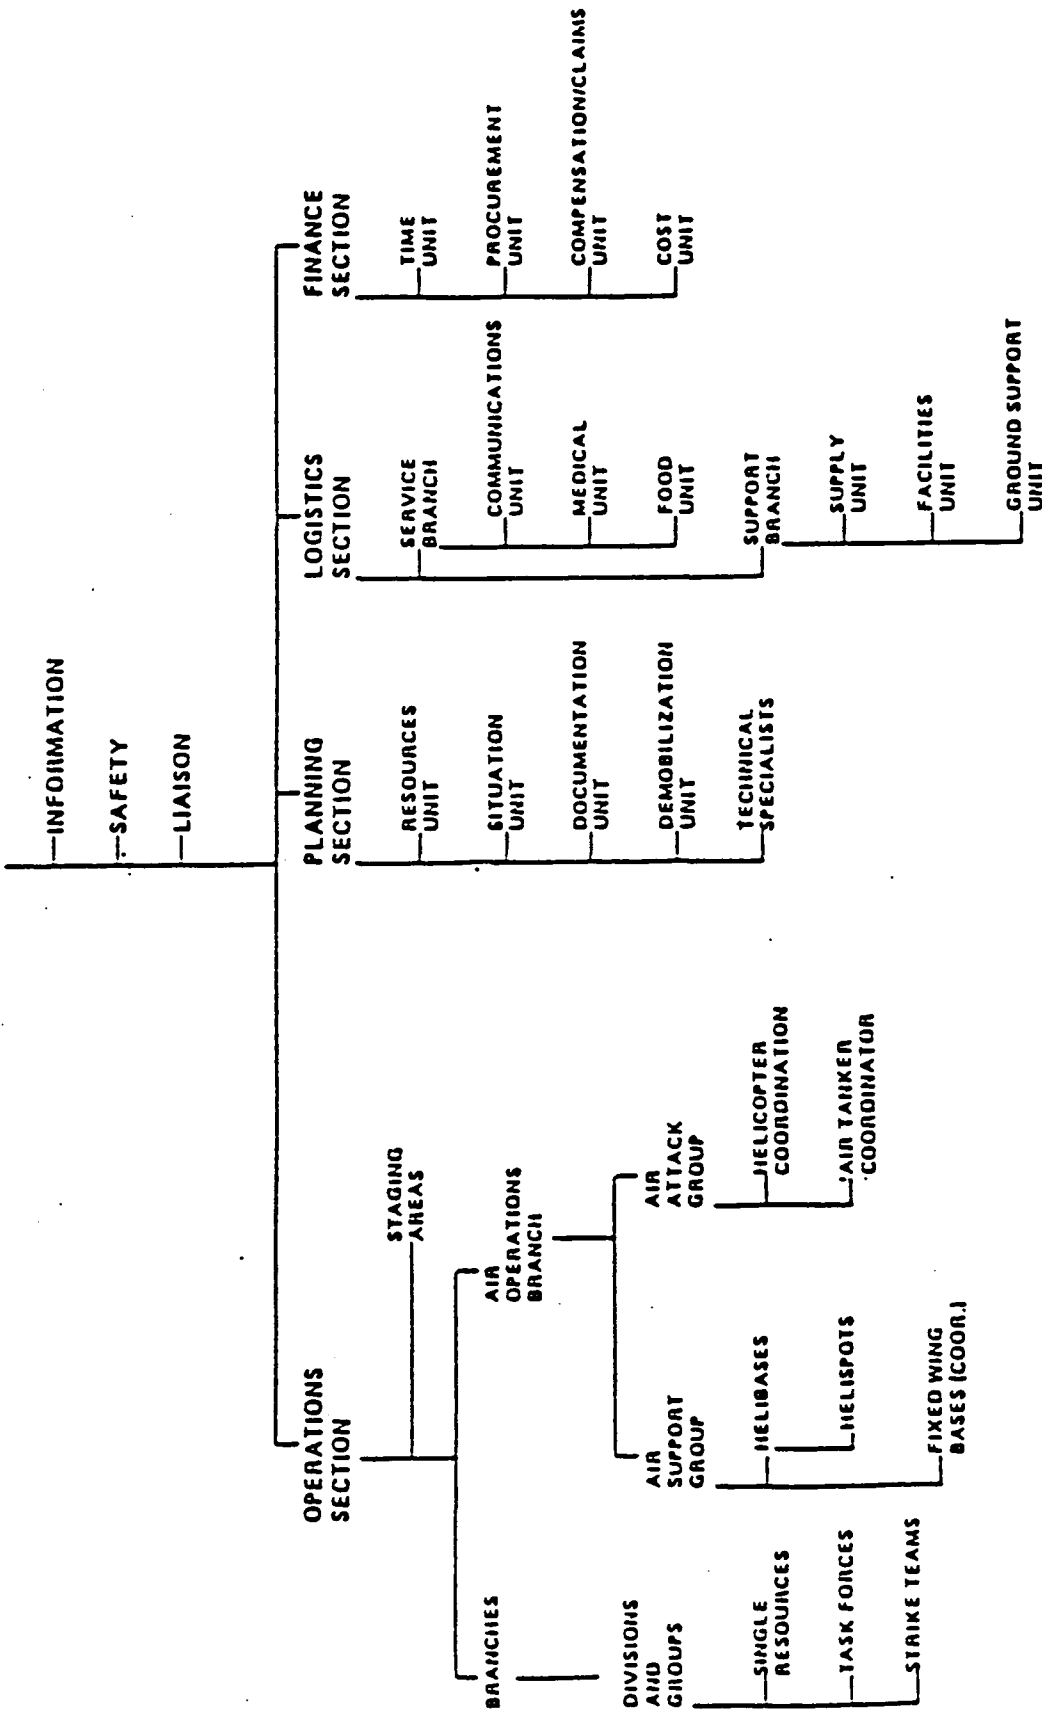 INFORMATION
SAFETY
LIAISON
OPERATIONS
SECTION
STAGING
AREAS
BRANCHES
DIVISIONS
AND
GROUPS
SINGLE
RESOURCES
TASK FORCES
STRIKE TEAMS
AIR
OPERATIONS
BRANCH
AIR
SUPPORT
GROUP
HELIBASES
HELISPOTS
FIXED WING
BASES (COOR.)
AIR
ATTACK
GROUP
HELICOPTER
COORDINATION
AIR TANKER
COORDINATOR
PLANNING
SECTION
RESOURCES
UNIT
SITUATION
UNIT
DOCUMENTATION
UNIT
DEMOBILIZATION
UNIT
TECHNICAL
SPECIALISTS
LOGISTICS
SECTION
SERVICE
BRANCH
COMMUNICATIONS
UNIT
MEDICAL
UNIT
FOOD
UNIT
SUPPORT
BRANCH
SUPPLY
UNIT
FACILITIES
UNIT
GROUND SUPPORT
UNIT
FINANCE
SECTION
TIME
UNIT
PROCUREMENT
UNIT
COMPENSATION/CLAIMS
UNIT
COST
UNIT